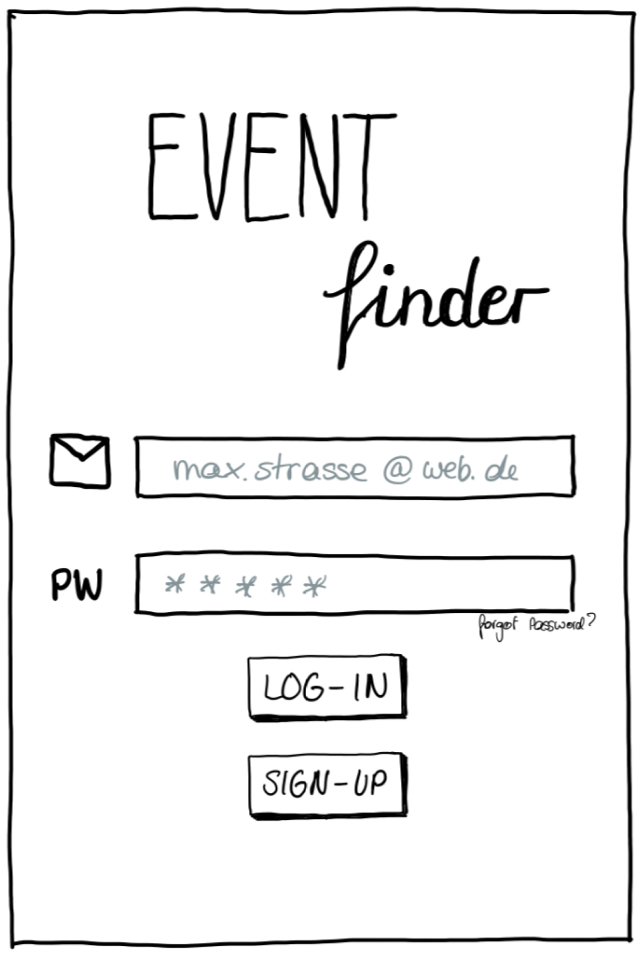 EVENT
finder
max.strasse@web.de
PW *****
forgot Password?
LOG-IN
SIGN-UP